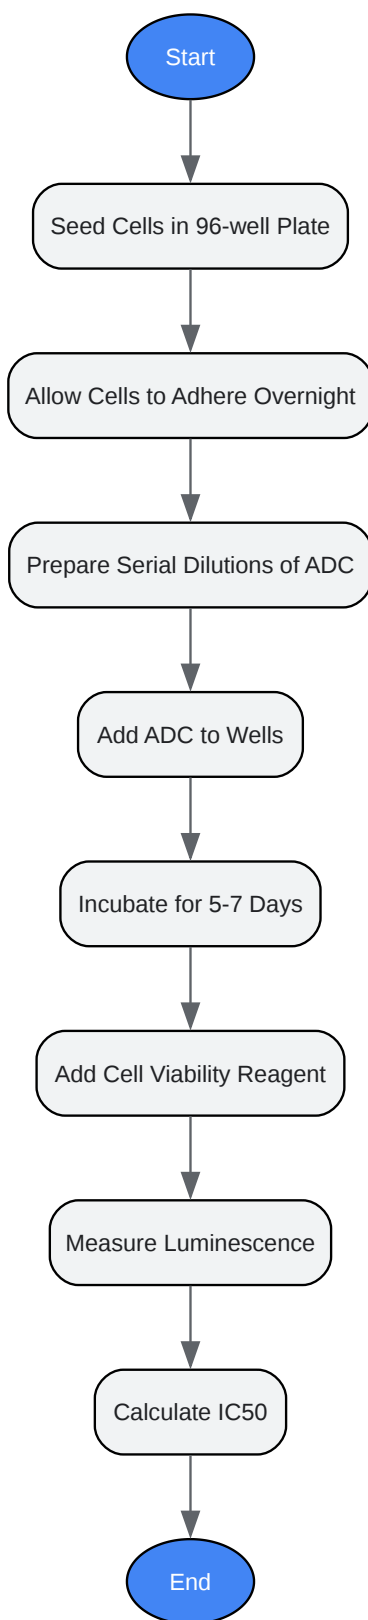 Start
Seed Cells in 96-well Plate
Allow Cells to Adhere Overnight
Prepare Serial Dilutions of ADC
Add ADC to Wells
Incubate for 5-7 Days
Add Cell Viability Reagent
Measure Luminescence
Calculate IC50
End